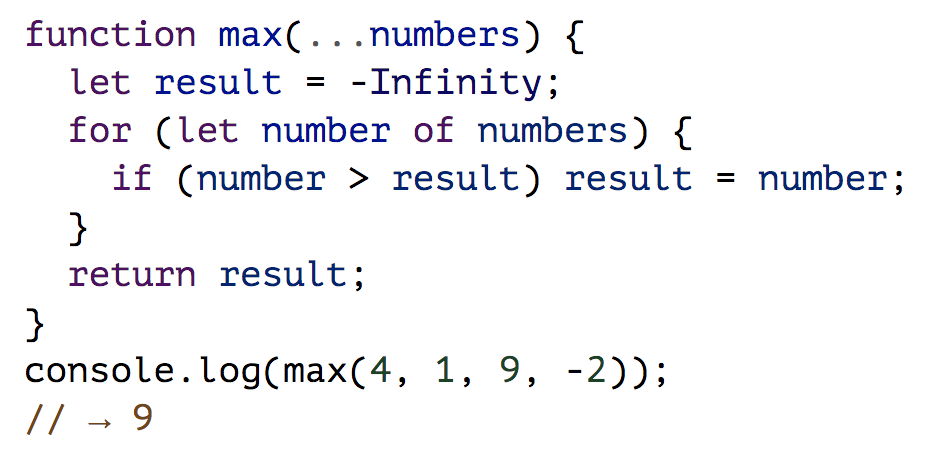 function max(...numbers) {
  let result = -Infinity;
  for (let number of numbers) {
    if (number > result) result = number;
  }
  return result;
}
console.log(max(4, 1, 9, -2));
// → 9